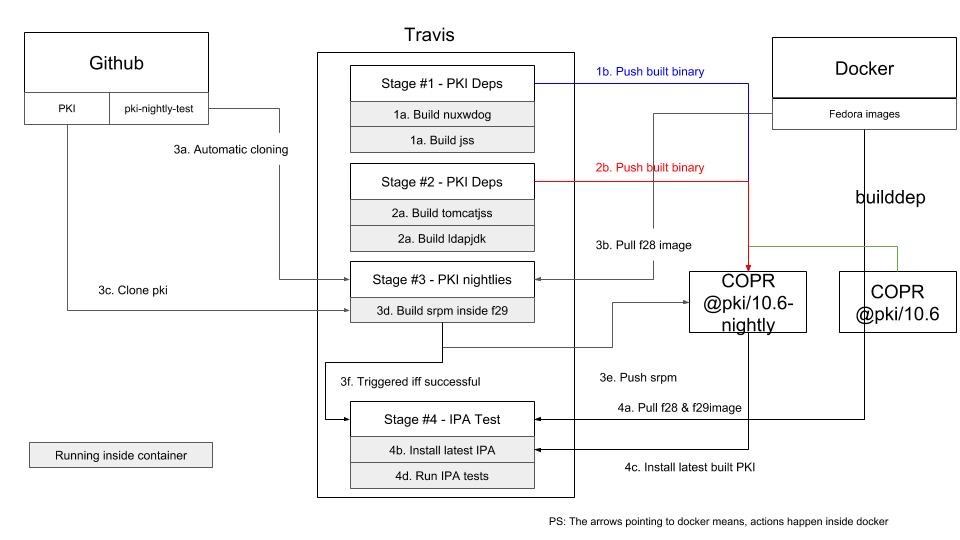 Travis
Github
PKI
pki-nightly-test
3a. Automatic cloning
3c. Clone pki
Running inside container
Stage #1 - PKI Deps
1a. Build nuxwdog
1a. Build jss
Stage #2 - PKI Deps
2a. Build tomcatjss
2a. Build ldapjdk
Stage #3 - PKI nightlies
3d. Build srpm inside f29
3f. Triggered iff successful
Stage #4 - IPA Test
4b. Install latest IPA
4d. Run IPA tests
1b. Push built binary
2b. Push built binary
3b. Pull f28 image
Docker
Fedora images
builddep
COPR
@pki/10.6-
nightly
COPR
@pki/10.6
3e. Push srpm
4a. Pull f28 & f29image
4c. Install latest built PKI
PS: The arrows pointing to docker means, actions happen inside docker